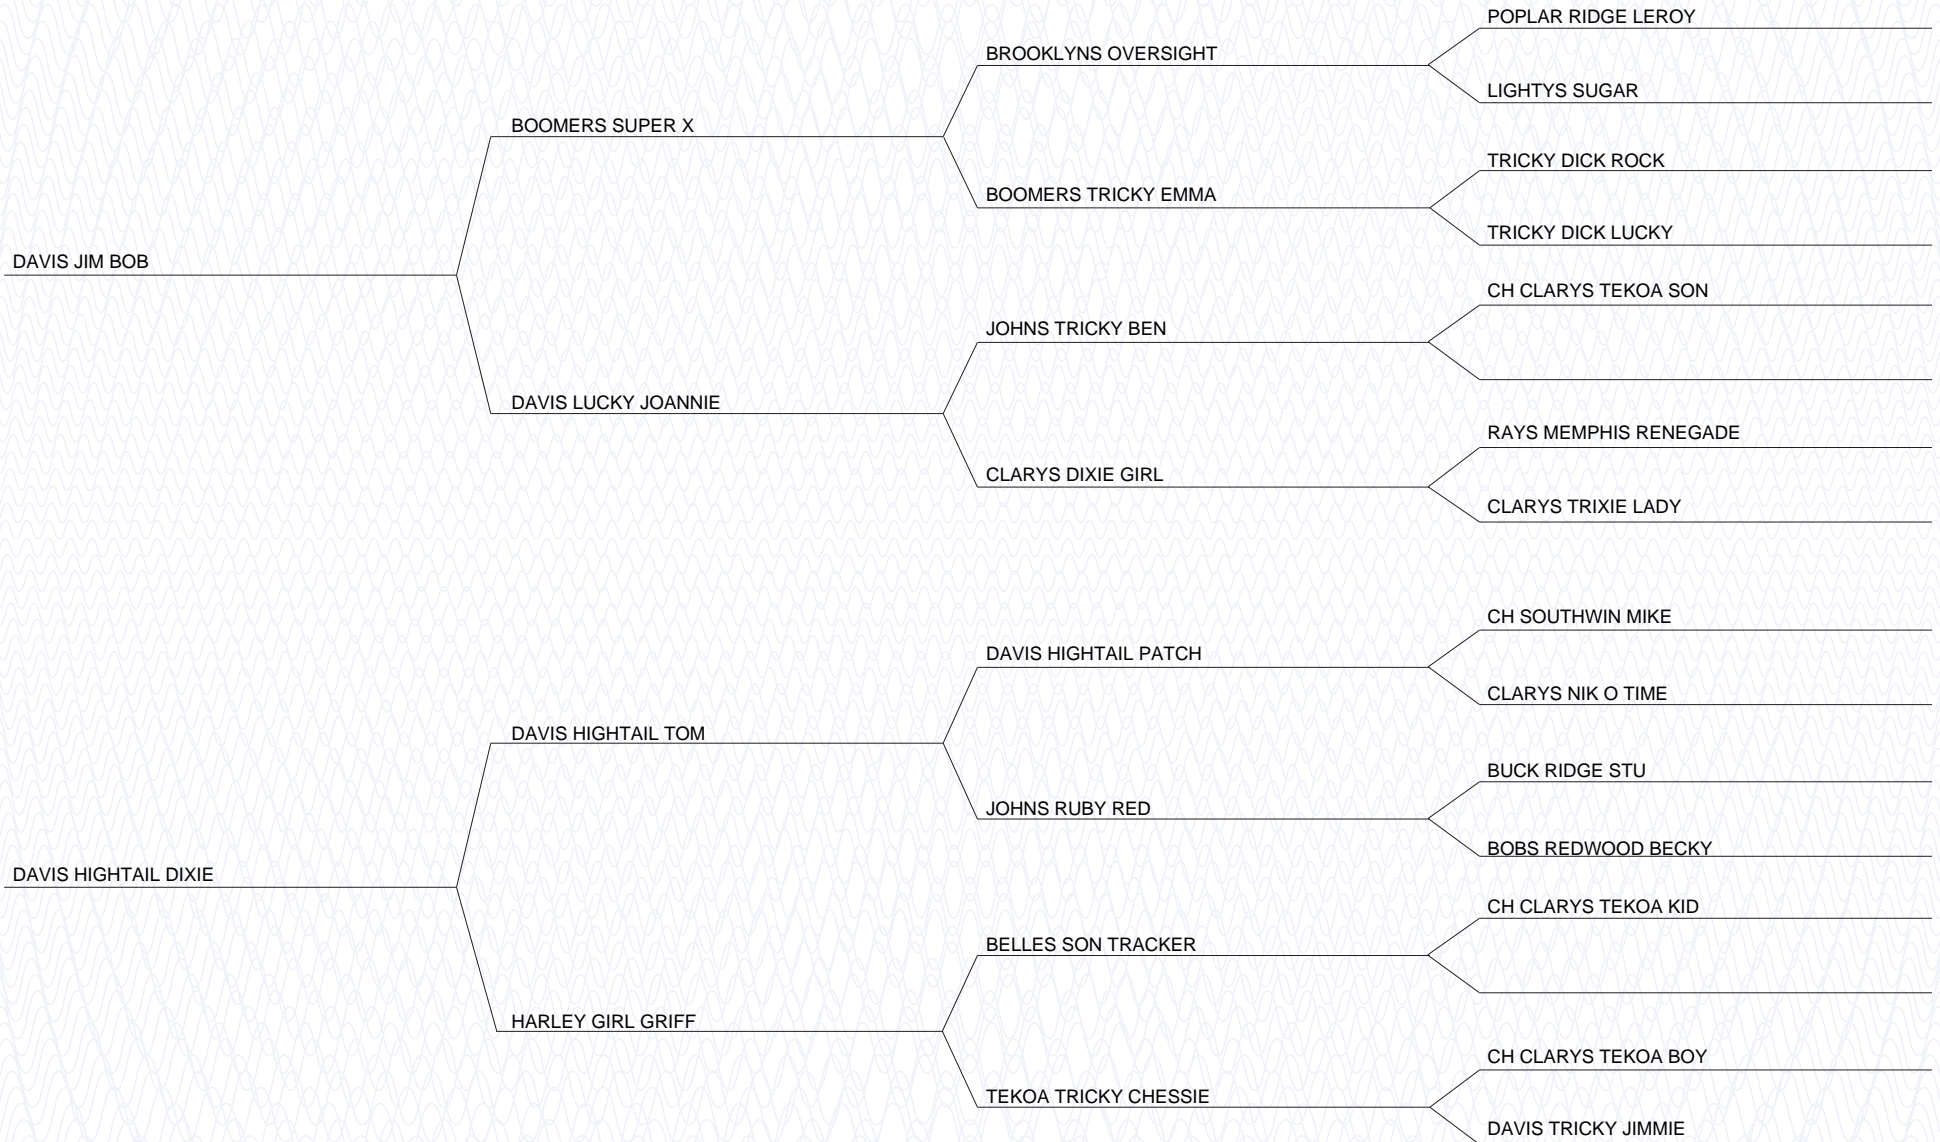 POPLAR RIDGE LEROY
BROOKLYNS OVERSIGHT
LIGHTYS SUGAR
BOOMERS SUPER X
TRICKY DICK ROCK
BOOMERS TRICKY EMMA
TRICKY DICK LUCKY
DAVIS JIM BOB
CH CLARYS TEKOA SON
JOHNS TRICKY BEN
DAVIS LUCKY JOANNIE
RAYS MEMPHIS RENEGADE
CLARYS DIXIE GIRL
CLARYS TRIXIE LADY
CH SOUTHWIN MIKE
DAVIS HIGHTAIL PATCH
CLARYS NIK O TIME
DAVIS HIGHTAIL TOM
BUCK RIDGE STU
JOHNS RUBY RED
BOBS REDWOOD BECKY
DAVIS HIGHTAIL DIXIE
CH CLARYS TEKOA KID
BELLES SON TRACKER
HARLEY GIRL GRIFF
CH CLARYS TEKOA BOY
TEKOA TRICKY CHESSIE
DAVIS TRICKY JIMMIE